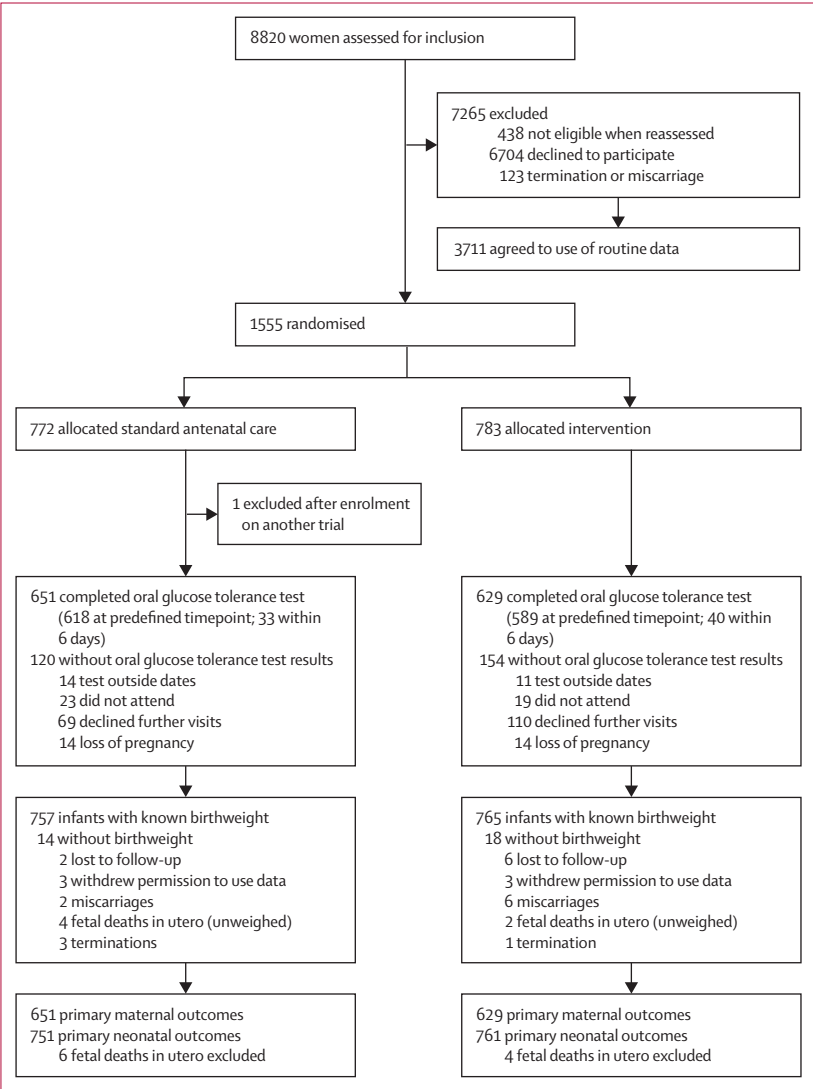 8820 women assessed for inclusion
7265 excluded
438 not eligible when reassessed
6704 declined to participate
123 termination or miscarriage
3711 agreed to use of routine data
1555 randomised
772 allocated standard antenatal care
783 allocated intervention
1 excluded after enrolment
on another trial
651 completed oral glucose tolerance test
(618 at predefined timepoint; 33 within
6 days)
120 without oral glucose tolerance test results
14 test outside dates
23 did not attend
69 declined further visits
14 loss of pregnancy
629 completed oral glucose tolerance test
(589 at predefined timepoint; 40 within
6 days)
154 without oral glucose tolerance test results
11 test outside dates
19 did not attend
110 declined further visits
14 loss of pregnancy
757 infants with known birthweight
14 without birthweight
2 lost to follow-up
3 withdrew permission to use data
2 miscarriages
4 fetal deaths in utero (unweighed)
3 terminations
765 infants with known birthweight
18 without birthweight
6 lost to follow-up
3 withdrew permission to use data
6 miscarriages
2 fetal deaths in utero (unweighed)
1 termination
651 primary maternal outcomes
751 primary neonatal outcomes
6 fetal deaths in utero excluded
629 primary maternal outcomes
761 primary neonatal outcomes
4 fetal deaths in utero excluded